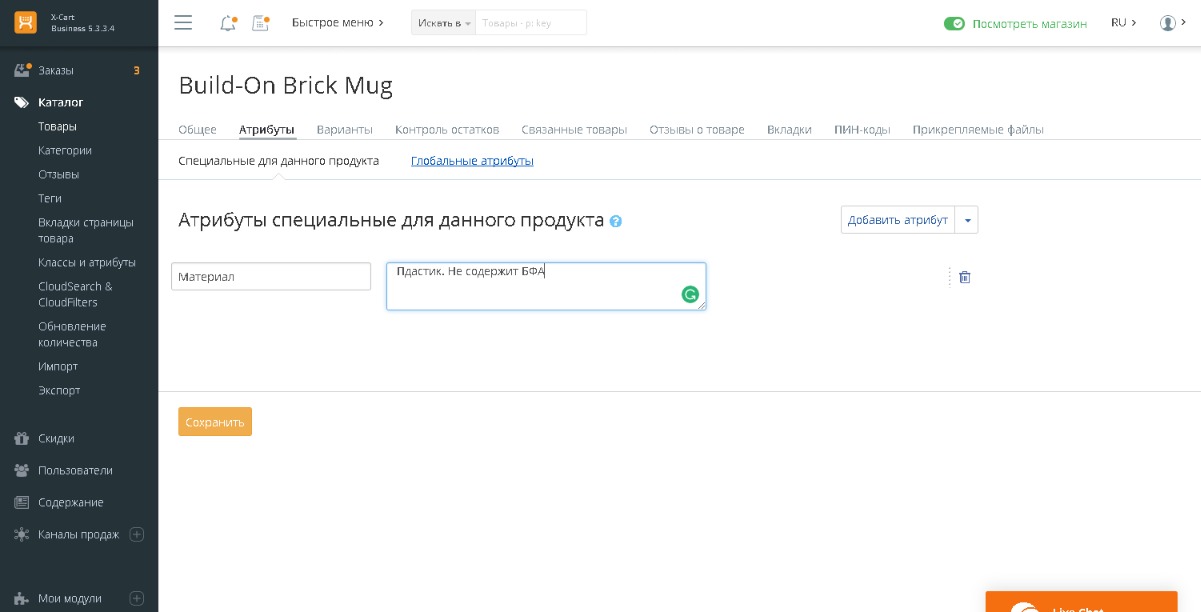 X-Cart
Business 5.3.3.4
Быстрое меню
Искать в
Товары - pi key
Посмотреть магазин
RU
Заказы 3
Каталог
Товары
Категории
Отзывы
Теги
Вкладки страницы
товара
Классы и атрибуты
CloudSearch &
CloudFilters
Обновление
количества
Импорт
Экспорт
Скидки
Пользователи
Содержание
Каналы продаж
Мои модули
Build-On Brick Mug
Общее Атрибуты Варианты Контроль остатков Связанные товары Отзывы о товаре Вкладки ПИН-коды Прикрепляемые файлы
Специальные для данного продукта Глобальные атрибуты
Атрибуты специальные для данного продукта ?
Добавить атрибут
Материал
Пдастик. Не содержит БФА
Сохранить
Live Chat